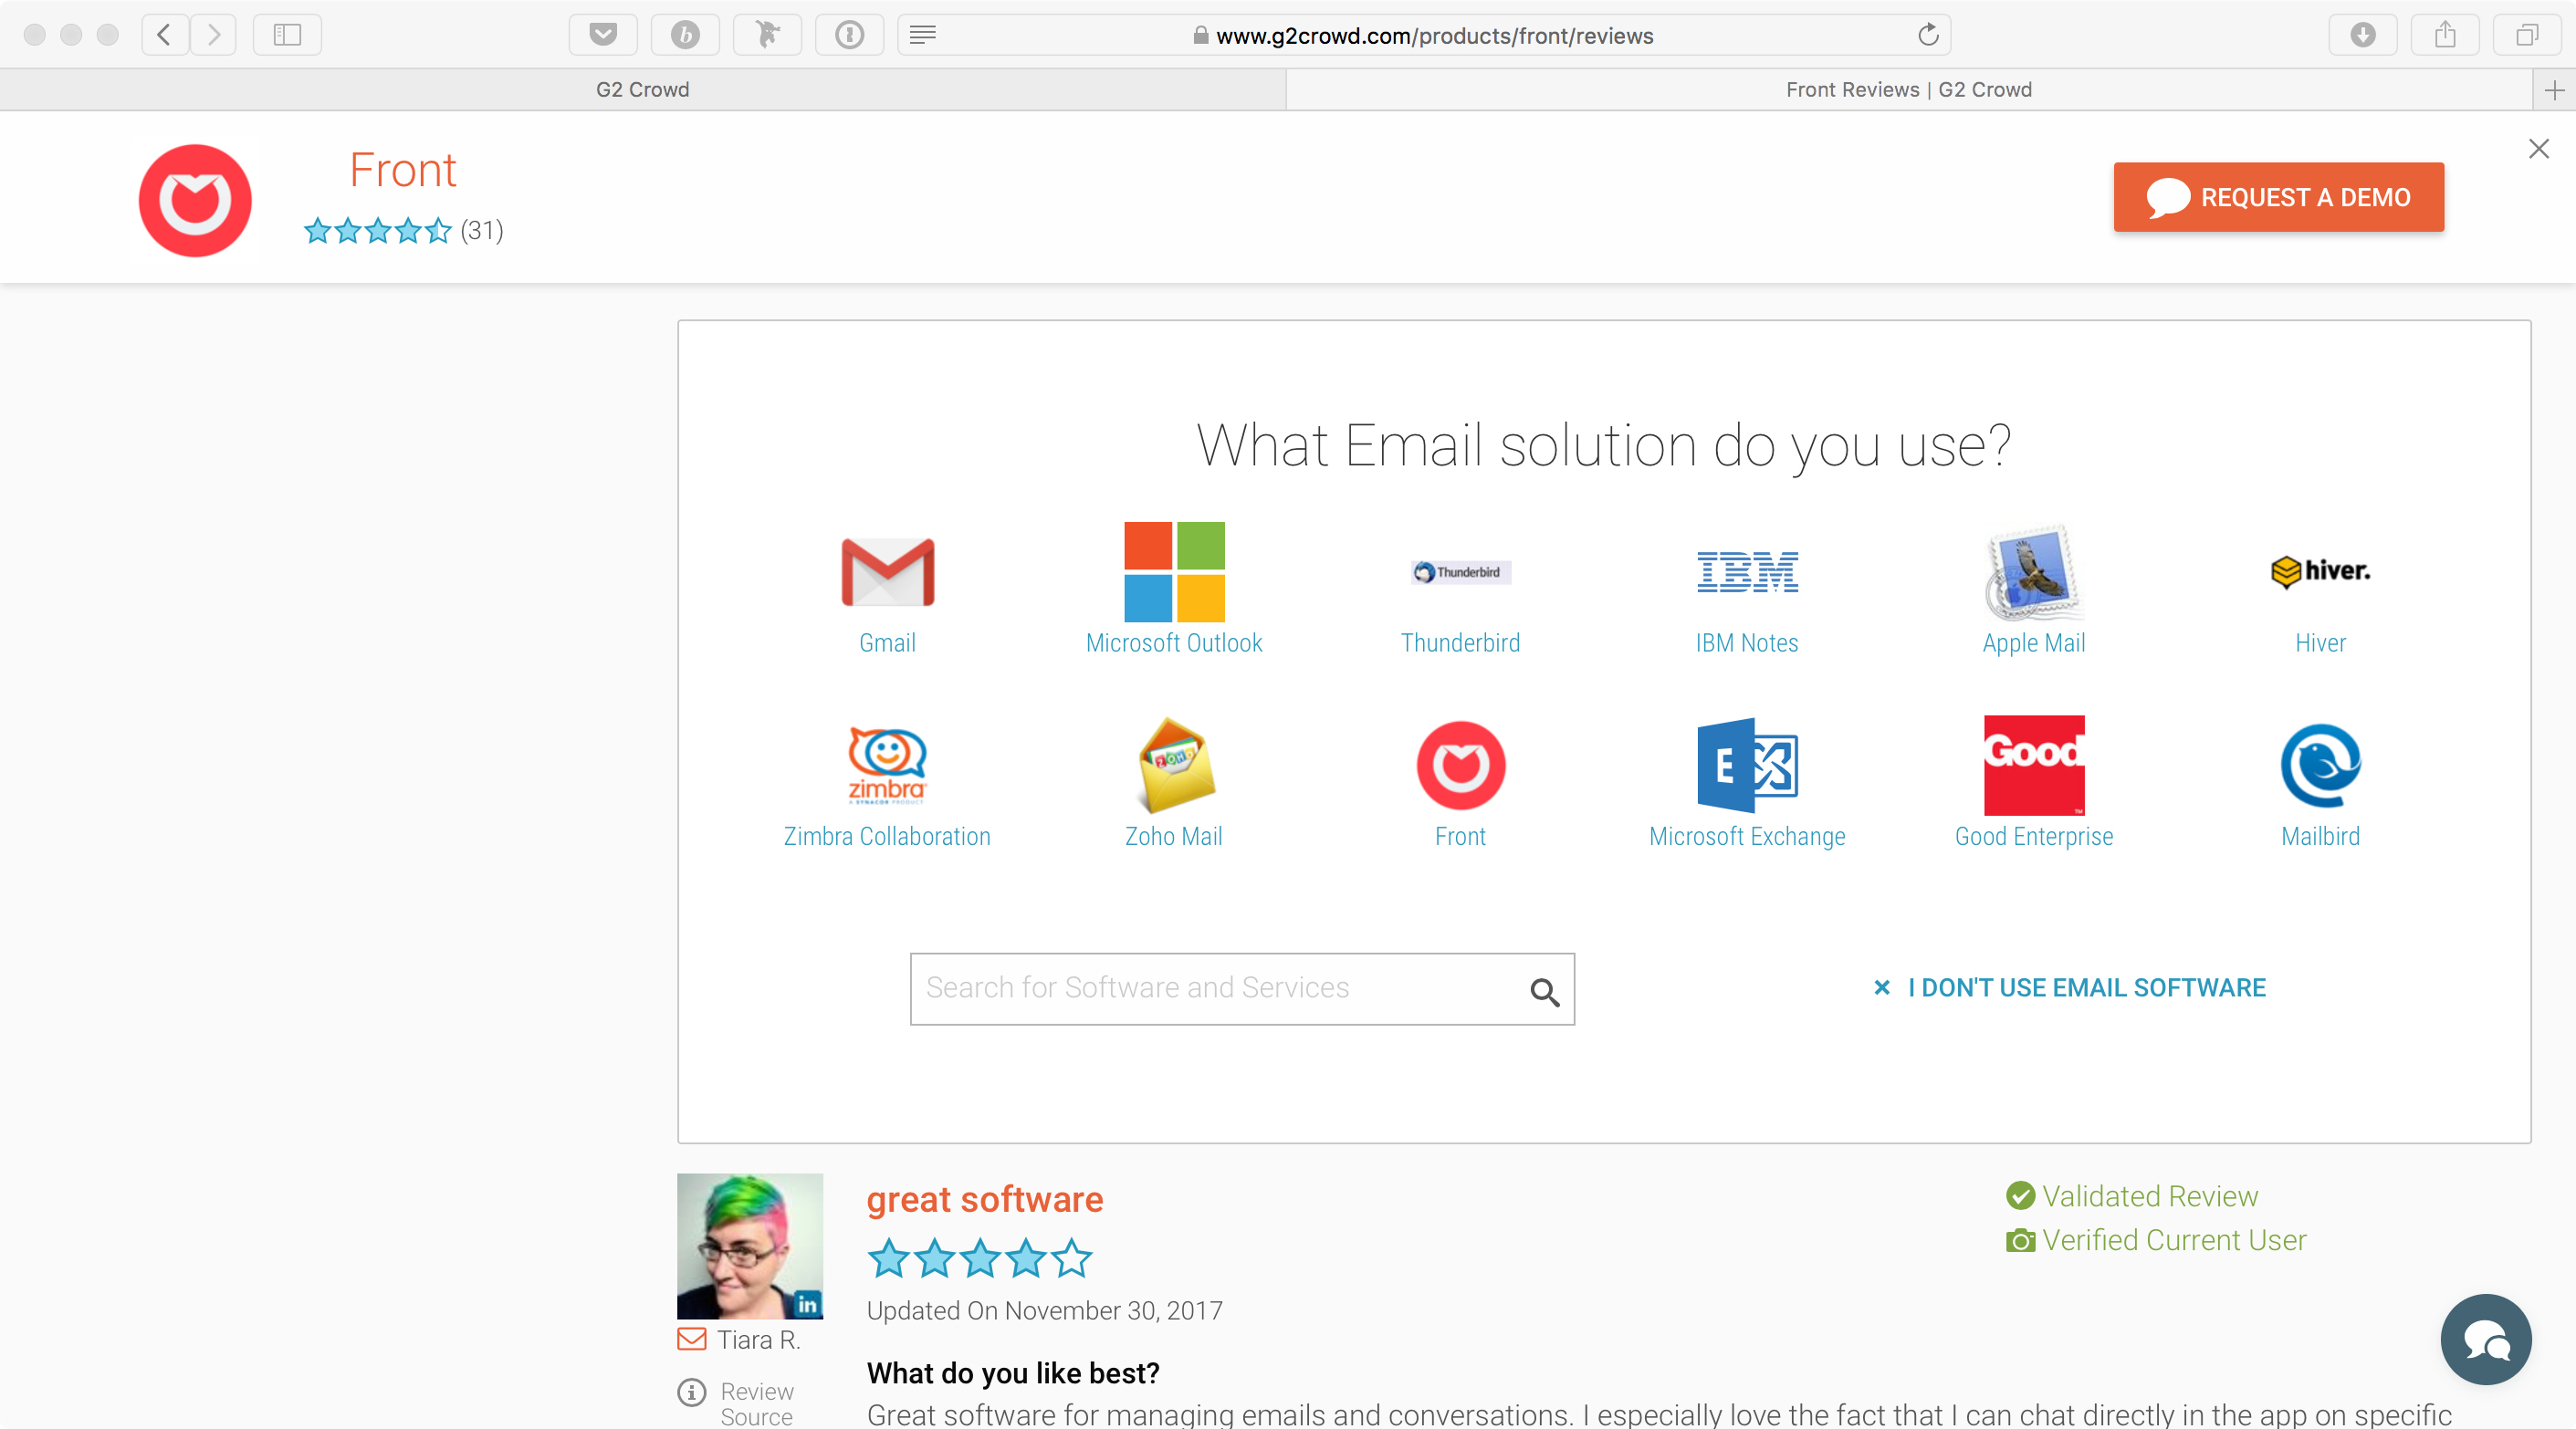 www.g2crowd.com/products/front/reviews
G2 Crowd
Front Reviews | G2 Crowd
Front
(31)
REQUEST A DEMO
What Email solution do you use?
Thunderbird
IBM
hiver.
Gmail
Microsoft Outlook
Thunderbird
IBM Notes
Apple Mail
Hiver
zimbra
A SYNACOR PRODUCT
ZOHO
E
Good
Zimbra Collaboration
Zoho Mail
Front
Microsoft Exchange
Good Enterprise
Mailbird
Search for Software and Services
× I DON'T USE EMAIL SOFTWARE
great software
Validated Review
Verified Current User
in
Updated On November 30, 2017
Tiara R.
What do you like best?
Review
Source
Great software for managing emails and conversations. I especially love the fact that I can chat directly in the app on specific